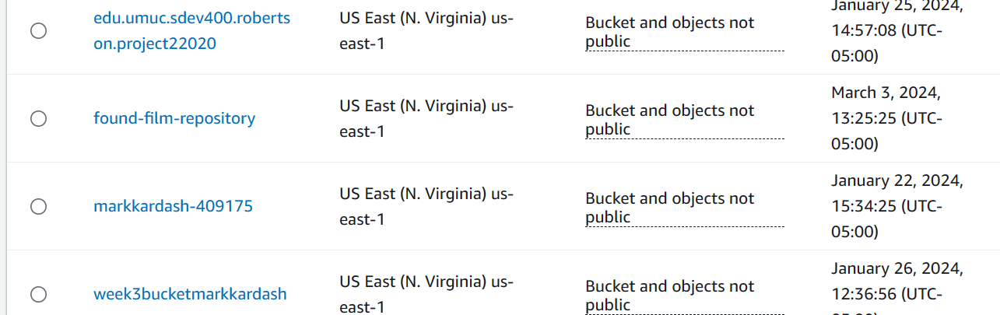 January 25, 2024,
edu.umuc.sdev400.roberts
US East (N. Virginia) us-
Bucket and objects not
14:57:08 (UTC-
on.project22020
east-1
public
05:00)
March 3, 2024,
US East (N. Virginia) us-
Bucket and objects not
found-film-repository
13:25:25 (UTC-
east-1
public
05:00)
January 22, 2024,
US East (N. Virginia) us-
Bucket and objects not
markkardash-409175
15:34:25 (UTC-
east-1
public
05:00)
January 26, 2024,
US East (N. Virginia) us-
Bucket and objects not
week3bucketmarkkardash
12:36:56 (UTC-
east-1
public